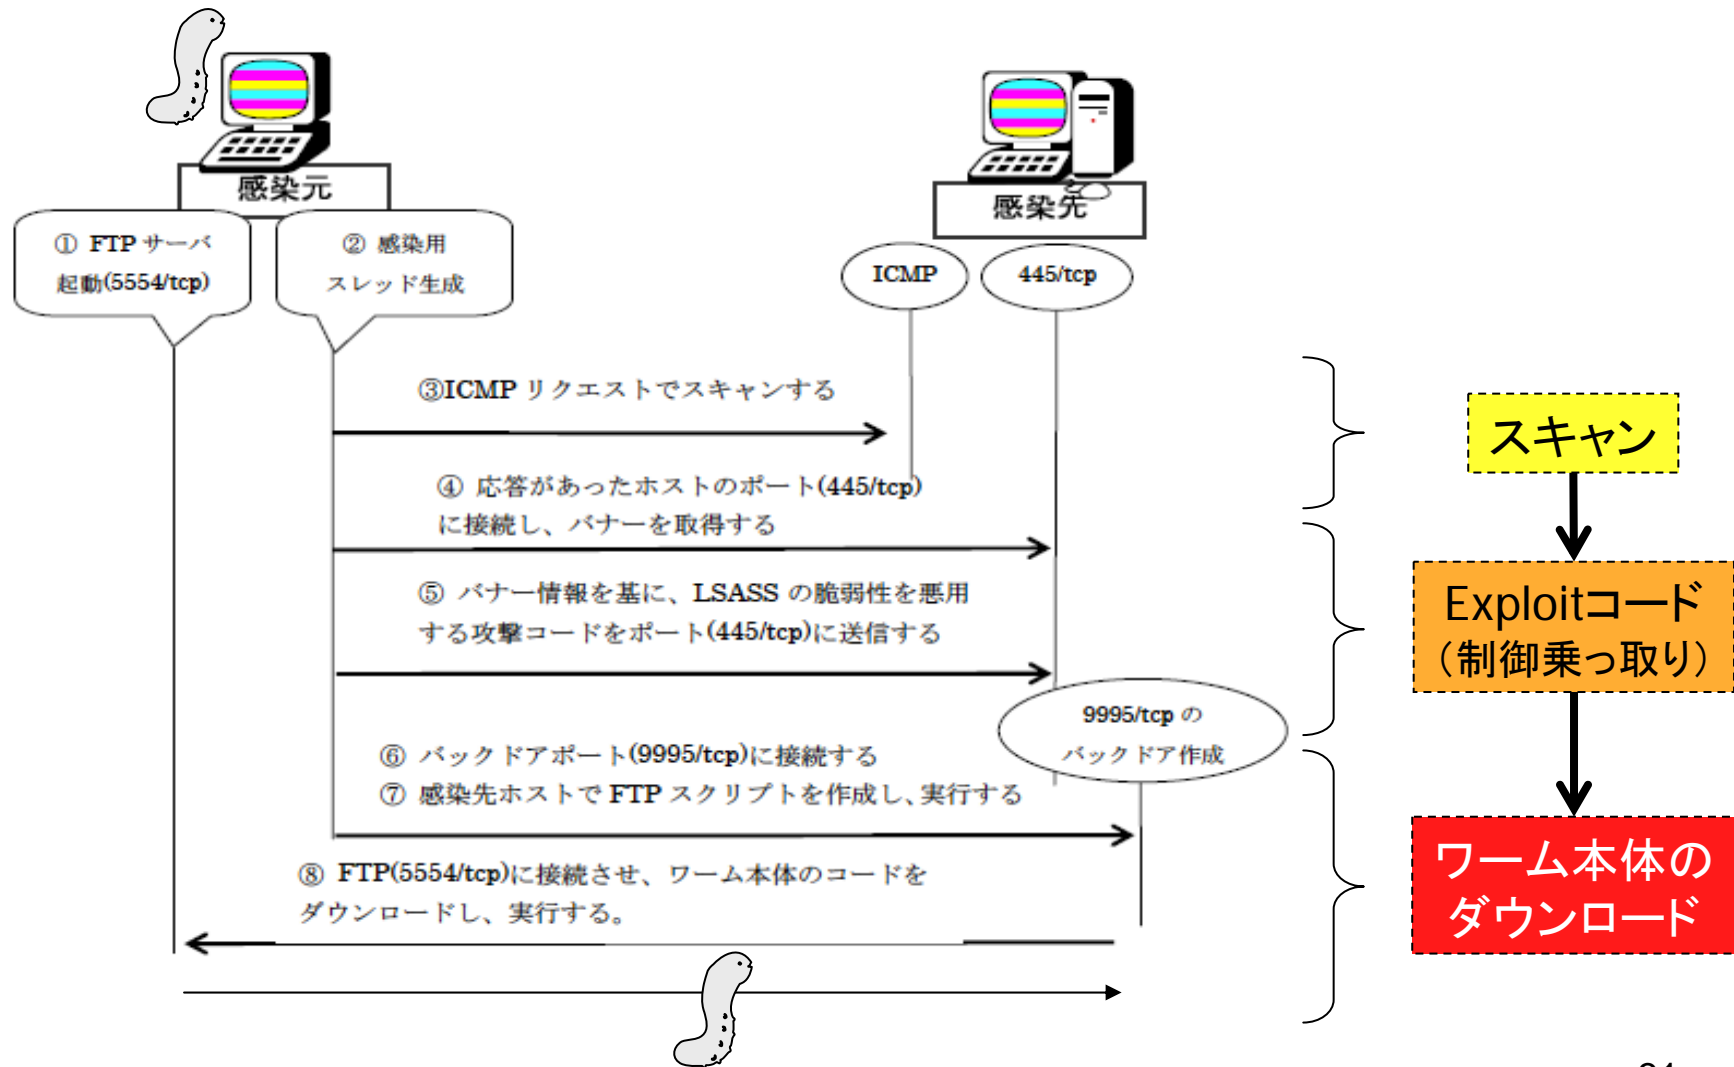 感染元
感染先
① FTP サーバ
起動(5554/tcp)
② 感染用
スレッド生成
ICMP
445/tcp
③ICMP リクエストでスキャンする
④ 応答があったホストのポート(445/tcp)
に接続し、バナーを取得する
⑤ バナー情報を基に、LSASS の脆弱性を悪用
する攻撃コードをポート(445/tcp)に送信する
9995/tcp の
バックドア作成
⑥ バックドアポート(9995/tcp)に接続する
⑦ 感染先ホストで FTP スクリプトを作成し、実行する
⑧ FTP(5554/tcp)に接続させ、ワーム本体のコードを
ダウンロードし、実行する。
スキャン
Exploitコード
（制御乗っ取り）
ワーム本体の
ダウンロード